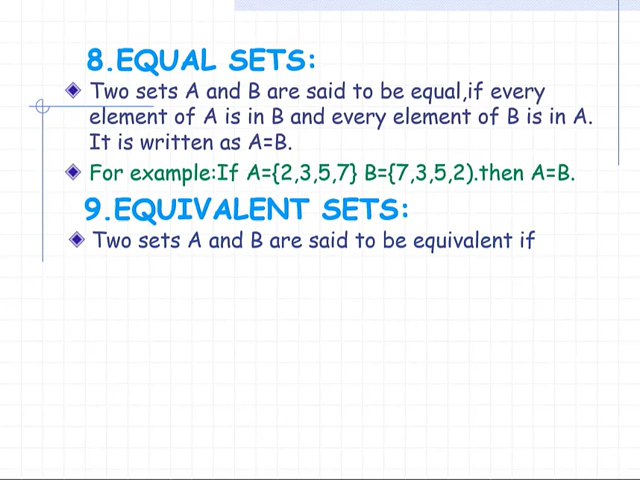 8.EQUAL SETS:
Two sets A and B are said to be equal,if every
element of A is in B and every element of B is in A.
It is written as A=B.
For example:If A={2,3,5,7} B={7,3,5,2).then A=B.
9.EQUIVALENT SETS:
Two sets A and B are said to be equivalent if